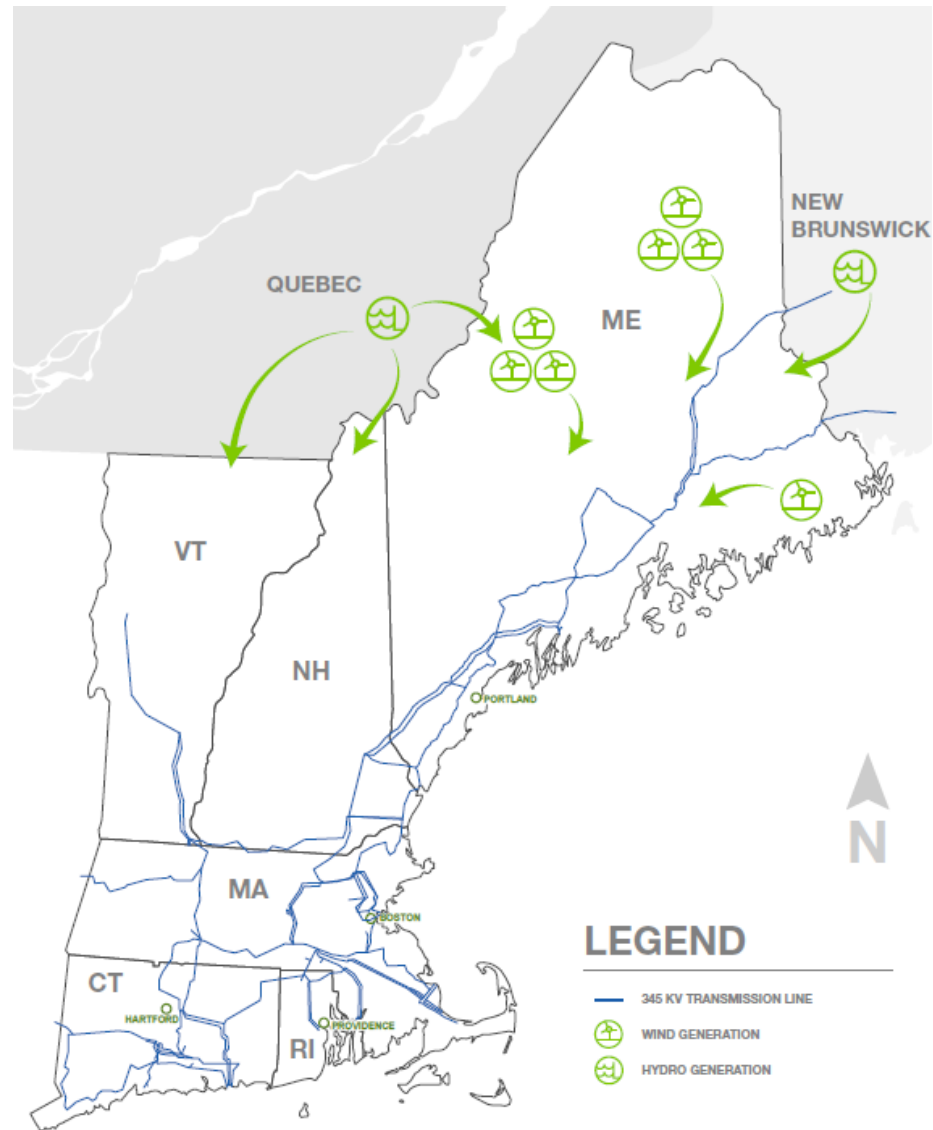 NEW
BRUNSWICK
QUEBEC
ME
VT
NH
PORTLAND
N
MA
BOSTON
LEGEND
CT
345 KV TRANSMISSION LINE
HARTFORD
PROVIDENCE
WIND GENERATION
RI
HYDRO GENERATION